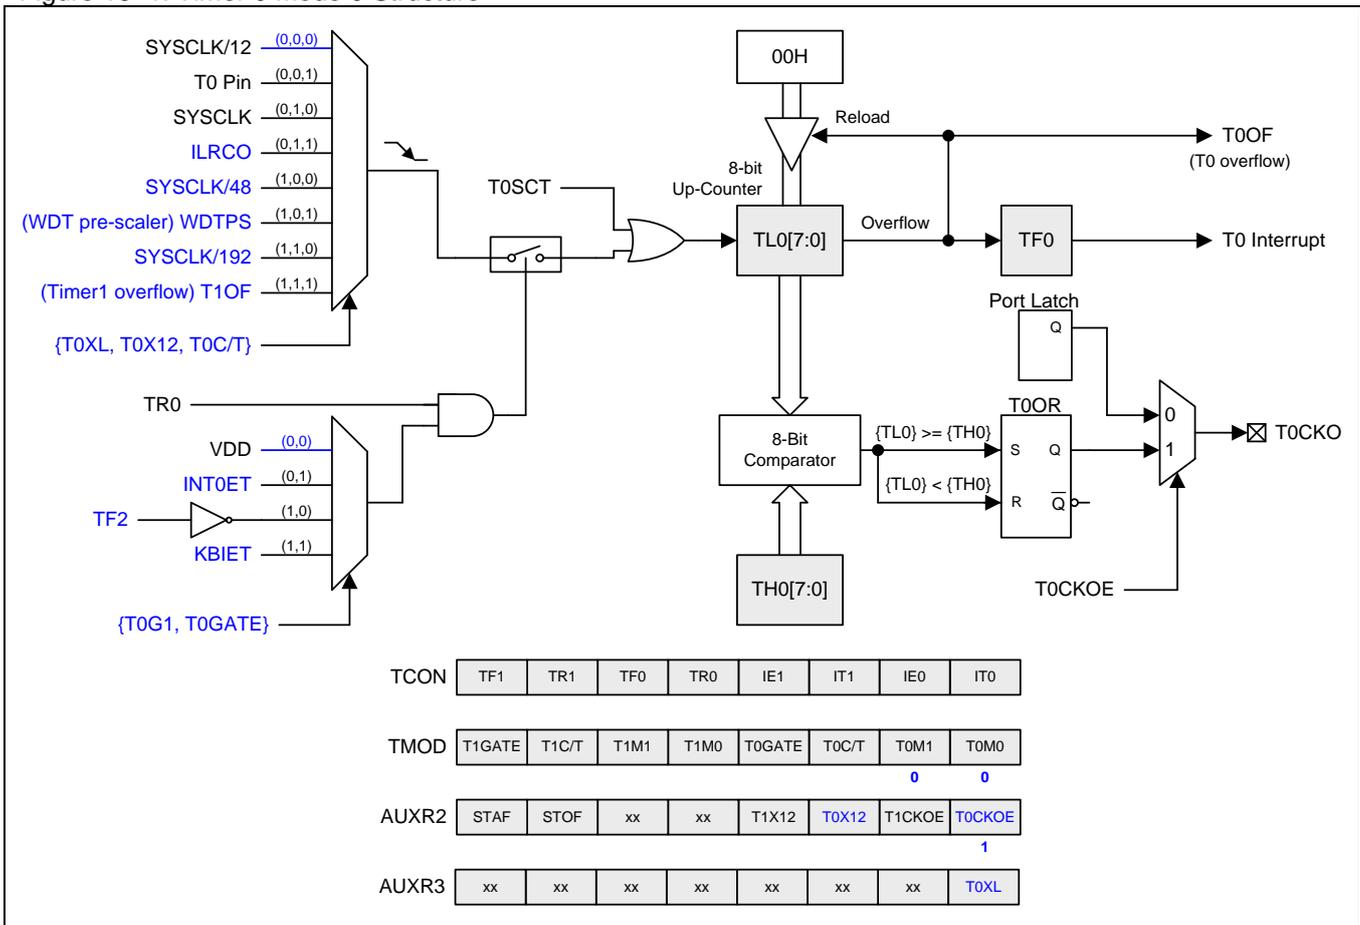 SYSCLK/12 (0,0,0)
T0 Pin (0,0,1)
SYSCLK (0,1,0)
ILRCO (0,1,1)
SYSCLK/48 (1,0,0)
(WDT pre-scaler) WDTPS (1,0,1)
SYSCLK/192 (1,1,0)
(Timer1 overflow) T1OF (1,1,1)
{T0XL, T0X12, T0C/T}
TR0
VDD (0,0)
INT0ET (0,1)
TF2 (1,0)
KBIET (1,1)
{T0G1, T0GATE}
T0SCT
00H
Reload
8-bit
Up-Counter
TL0[7:0]
Overflow
TF0
T0OF
(T0 overflow)
T0 Interrupt
Port Latch
Q
8-Bit
Comparator
{TL0} >= {TH0}
{TL0} < {TH0}
TH0[7:0]
T0OR
S Q
R Q
0
1
T0CKO
T0CKOE
TCON TF1 TR1 TF0 TR0 IE1 IT1 IE0 IT0
TMOD T1GATE T1C/T T1M1 T1M0 T0GATE T0C/T T0M1 T0M0
0 0
AUXR2 STAF STOF xx xx T1X12 T0X12 T1CKOE T0CKOE
1
AUXR3 xx xx xx xx xx xx xx T0XL